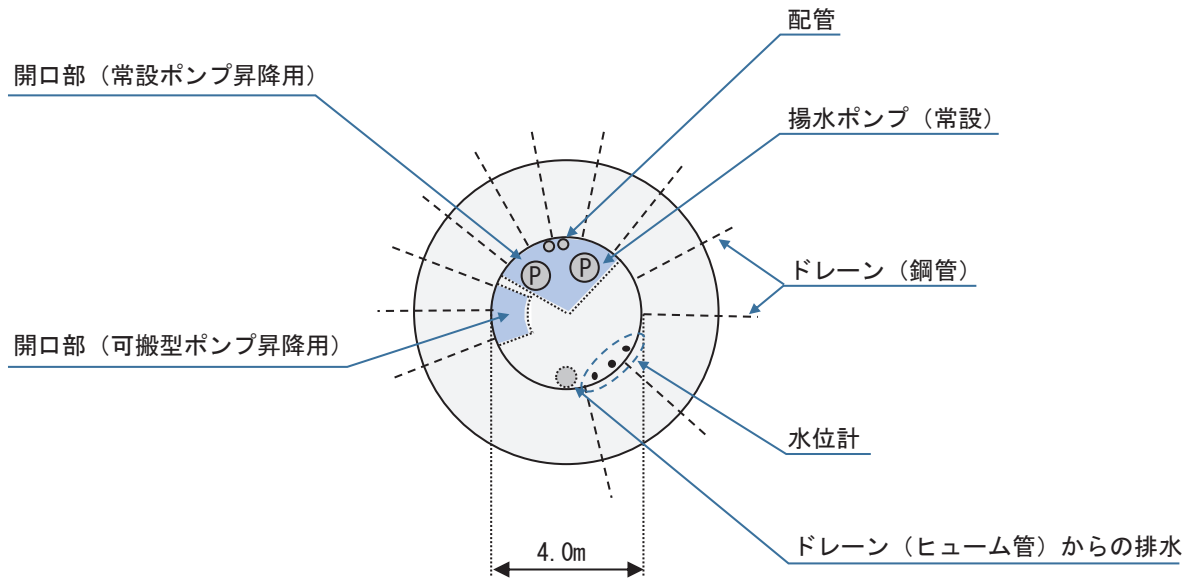 配管
開口部（常設ポンプ昇降用）
揚水ポンプ（常設）
P
P
ドレーン（鋼管）
開口部（可搬型ポンプ昇降用）
水位計
ドレーン（ヒューム管）からの排水
4.0m